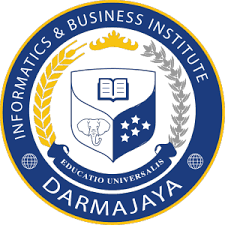 INFORMATICS & BUSINESS INSTITUTE
EDUCATIO UNIVERSALIS
DARMAJAYA